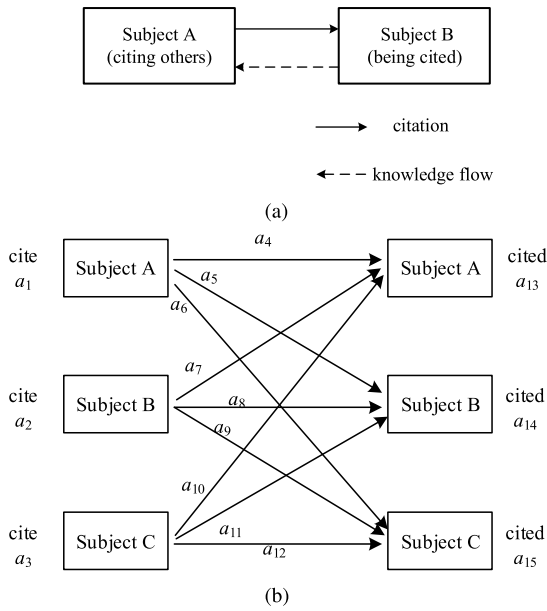 Subject A
(citing others)
Subject B
(being cited)
citation
knowledge flow
(a)
cite
a1
Subject A
a4
a5
a6
Subject A
cited
a13
cite
a2
Subject B
a7
a8
a9
Subject B
cited
a14
cite
a3
Subject C
a10
a11
a12
Subject C
cited
a15
(b)